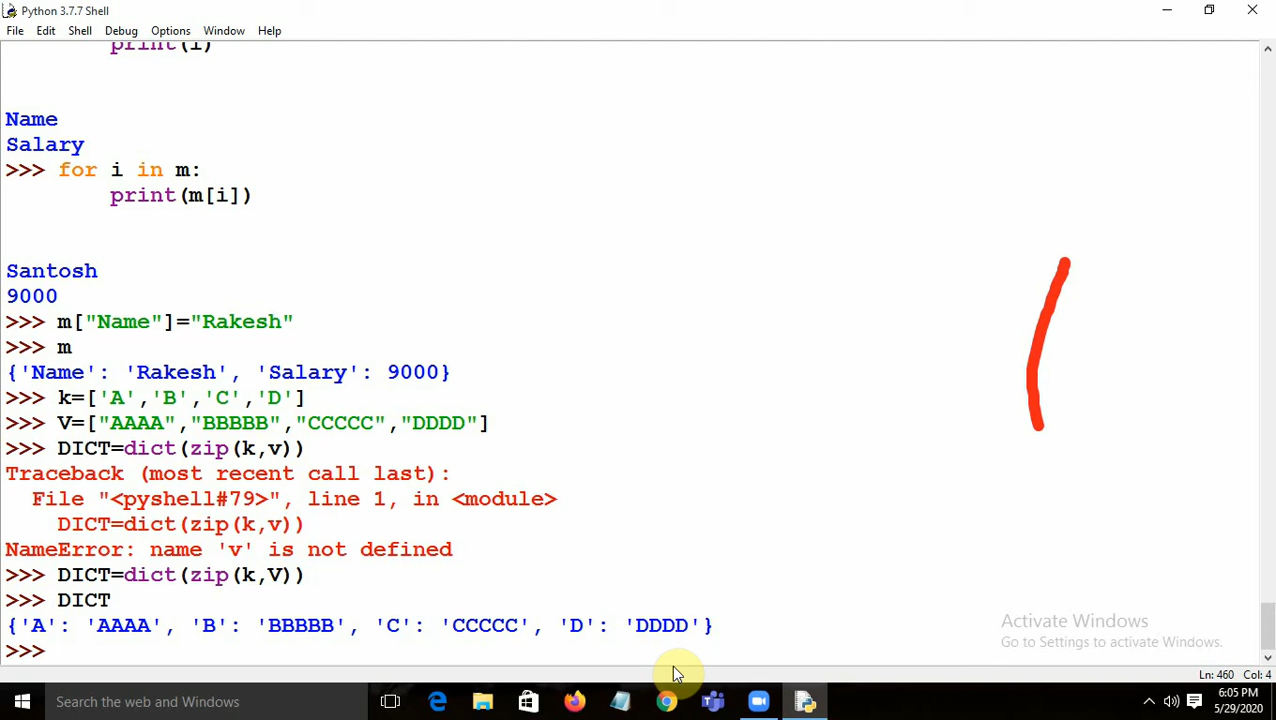 Python 3.7.7 Shell
File Edit Shell Debug Options Window Help
print(i)
Name
Salary
>>> for i in m:
print(m[i])
Santosh
9000
>>> m["Name"]="Rakesh"
>>> m
{'Name': 'Rakesh', 'Salary': 9000}
>>> k=['A','B','C','D']
>>> V=["AAAA","BBBBB","CCCCC","DDDD"]
>>> DICT=dict(zip(k,v))
Traceback (most recent call last):
File "<pyshell#79>", line 1, in <module>
DICT=dict(zip(k,v))
NameError: name 'v' is not defined
>>> DICT=dict(zip(k,V))
>>> DICT
{'A': 'AAAA', 'B': 'BBBBB', 'C': 'CCCCC', 'D': 'DDDD'}
>>>
Activate Windows
Go to Settings to activate Windows.
Ln: 460 Col: 4
Search the web and Windows
6:05 PM
5/29/2020